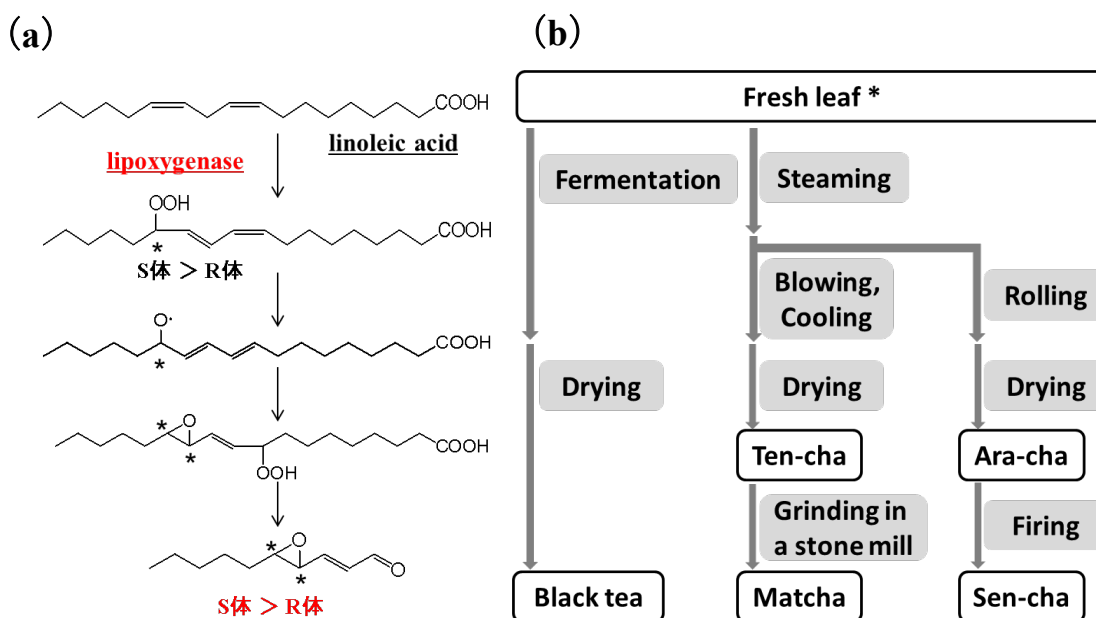 (a)
COOH
linoleic acid
lipoxygenase
OOH
COOH
*
S体 > R体
O·
COOH
*
O
*
*
COOH
OOH
O
*
*
O
S体 > R体
(b)
Fresh leaf *
Fermentation
Steaming
Blowing,
Cooling
Rolling
Drying
Drying
Drying
Ten-cha
Ara-cha
Grinding in
a stone mill
Firing
Black tea
Matcha
Sen-cha